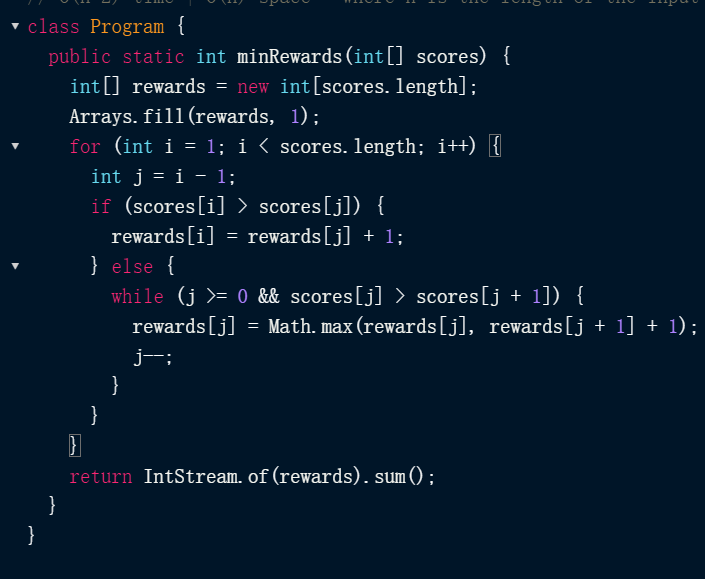 // O(n^2) time | O(n) space - where n is the length of the input
class Program {
public static int minRewards(int[] scores) {
int[] rewards = new int[scores.length];
Arrays.fill(rewards, 1);
for (int i = 1; i < scores.length; i++) {
int j = i - 1;
if (scores[i] > scores[j]) {
rewards[i] = rewards[j] + 1;
} else {
while (j >= 0 && scores[j] > scores[j + 1]) {
rewards[j] = Math.max(rewards[j], rewards[j + 1] + 1);
j--;
}
}
}
return IntStream.of(rewards).sum();
}
}